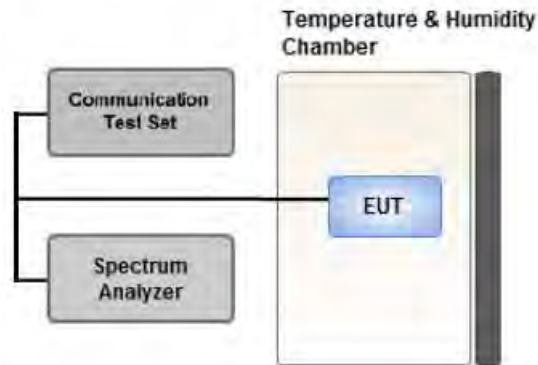 Temperature & Humidity
Chamber
Communication
Test Set
EUT
Spectrum
Analyzer